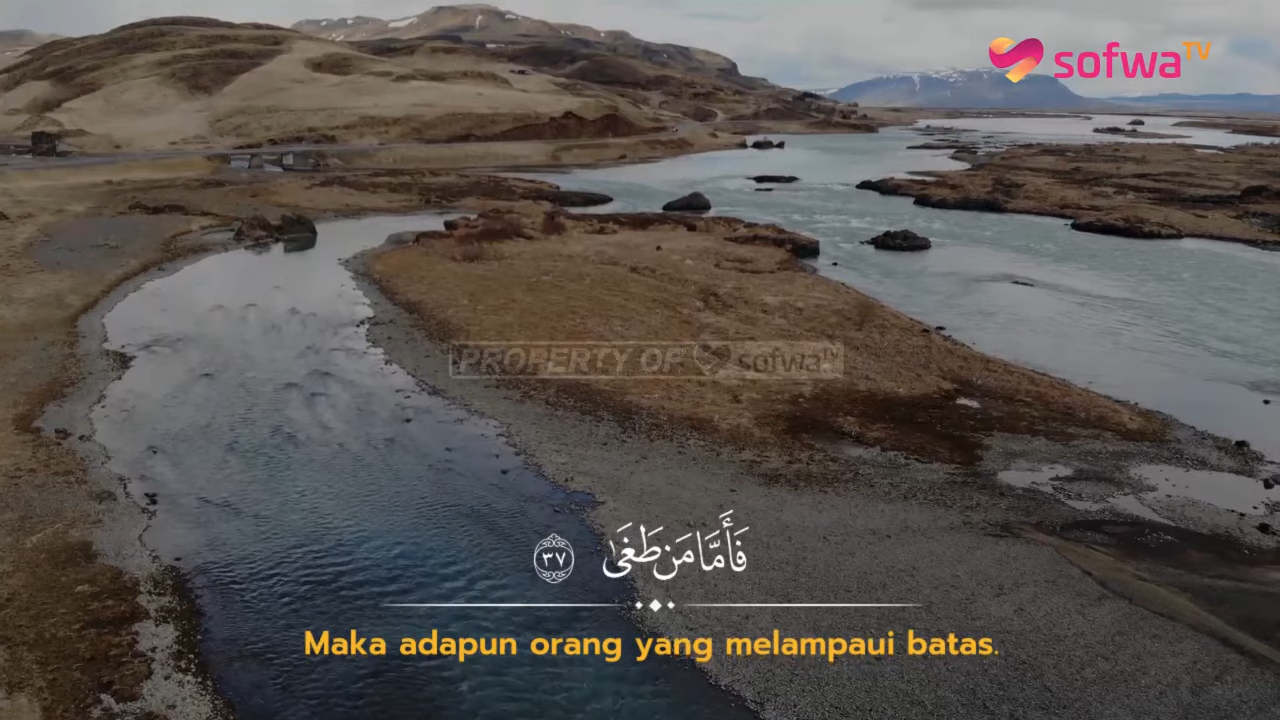 sofwa TV
PROPERTY OF sofwa TV
فَأَمَّا مَن طَغَىٰ ٣٧
Maka adapun orang yang melampaui batas.